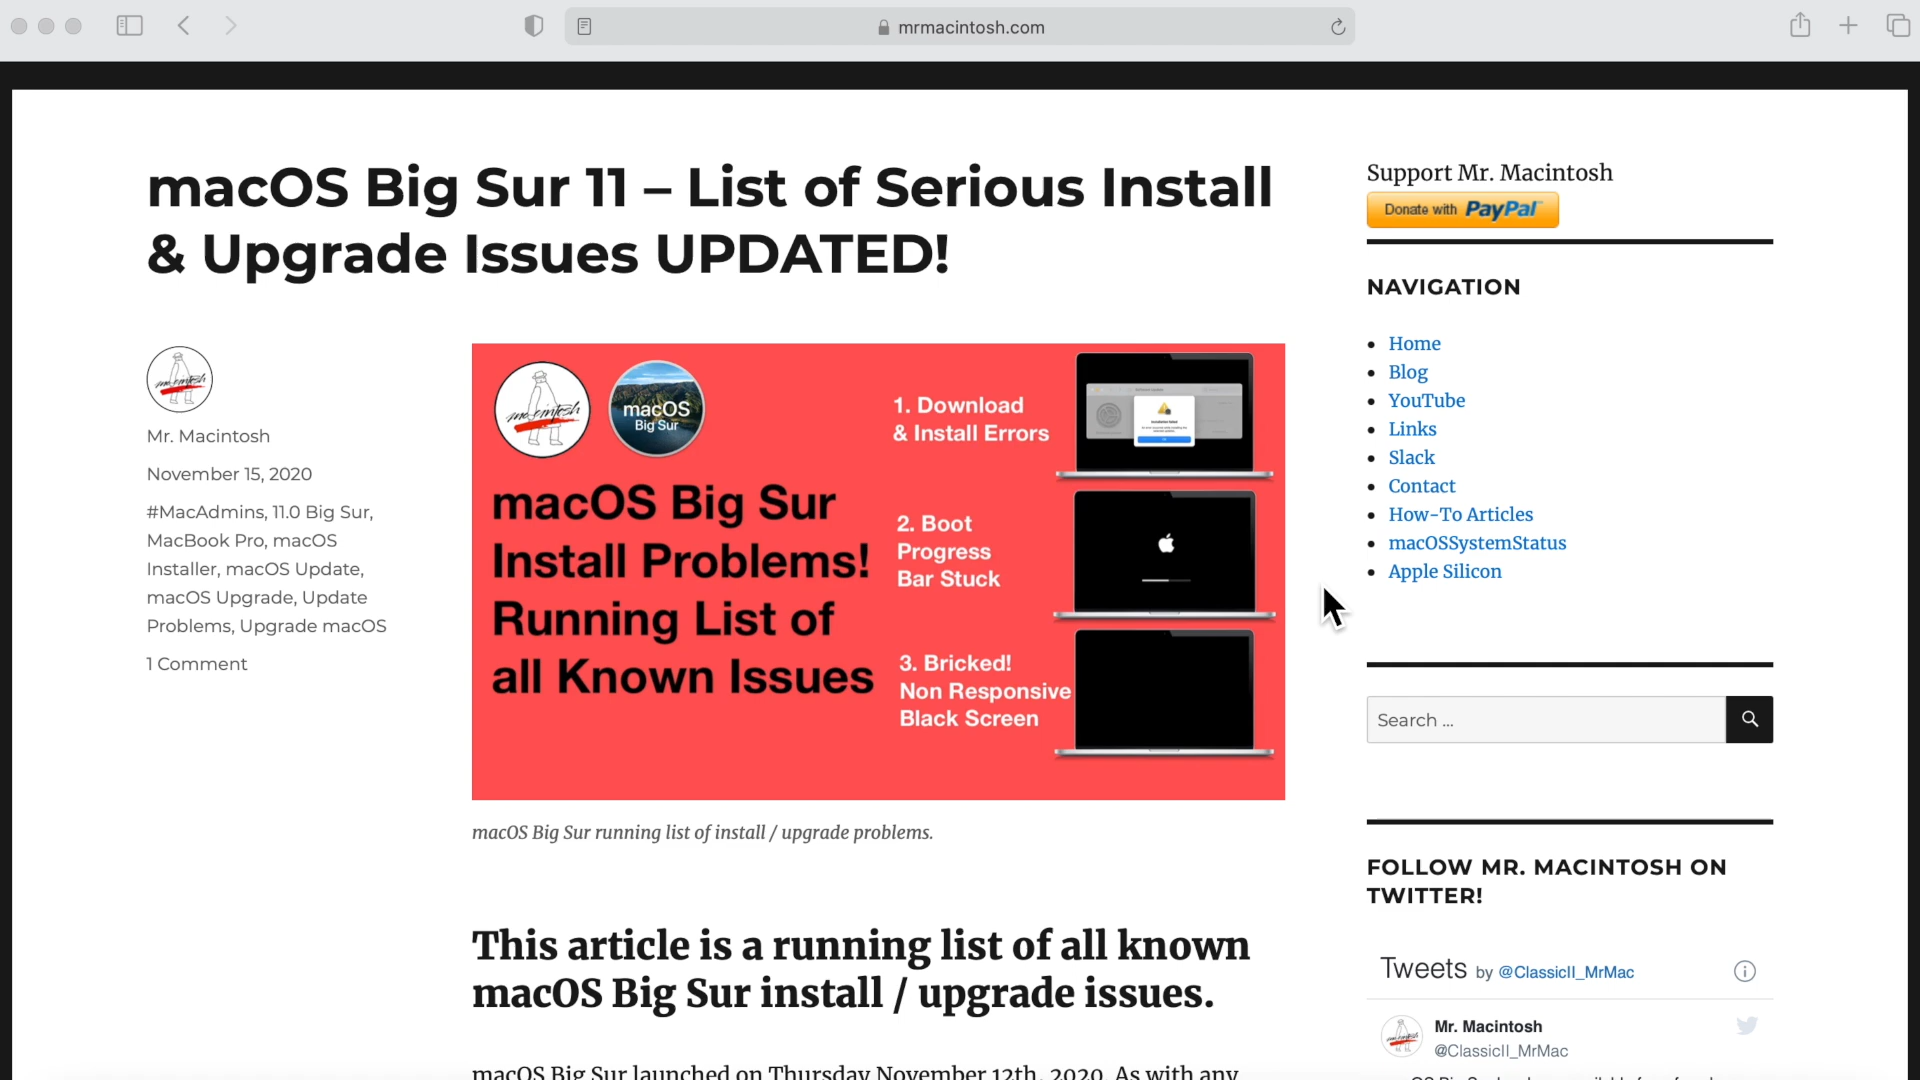 mrmacintosh.com
macOS Big Sur 11 – List of Serious Install
& Upgrade Issues UPDATED!
Mr. Macintosh
November 15, 2020
#MacAdmins, 11.0 Big Sur,
MacBook Pro, macOS
Installer, macOS Update,
macOS Upgrade, Update
Problems, Upgrade macOS
1 Comment
macOS
Big Sur
macOS Big Sur
Install Problems!
Running List of
all Known Issues
1. Download
& Install Errors
2. Boot
Progress
Bar Stuck
3. Bricked!
Non Responsive
Black Screen
macOS Big Sur running list of install / upgrade problems.
This article is a running list of all known
macOS Big Sur install / upgrade issues.
macOS Big Sur launched on Thursday November 12th, 2020. As with any
Support Mr. Macintosh
Donate with PayPal
NAVIGATION
Home
Blog
YouTube
Links
Slack
Contact
How-To Articles
macOSSystemStatus
Apple Silicon
Search ...
FOLLOW MR. MACINTOSH ON
TWITTER!
Tweets by @ClassicII_MrMac
Mr. Macintosh
@ClassicII_MrMac